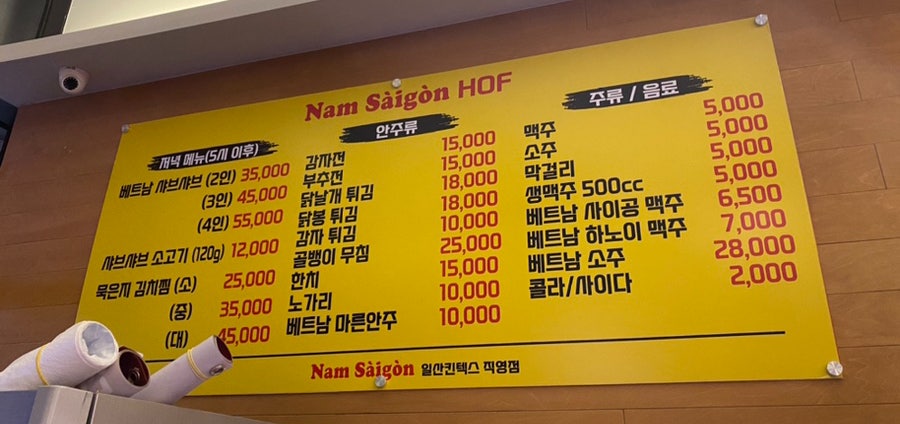 Nam Sàigòn HOF
저녁 메뉴(5시 이후)
베트남 샤브샤브 (2인) 35,000
(3인) 45,000
(4인) 55,000
샤브샤브 소고기 (120g) 12,000
묵은지 김치찜 (소) 25,000
(중) 35,000
(대) 45,000
안주류
감자전 15,000
부추전 15,000
닭날개 튀김 18,000
닭봉 튀김 18,000
감자 튀김 10,000
골뱅이 무침 25,000
한치 15,000
노가리 10,000
베트남 마른안주 10,000
주류 / 음료
맥주 5,000
소주 5,000
막걸리 5,000
생맥주 500cc 5,000
베트남 사이공 맥주 6,500
베트남 하노이 맥주 7,000
베트남 소주 28,000
콜라/사이다 2,000
Nam Sàigòn 일산킨텍스 직영점